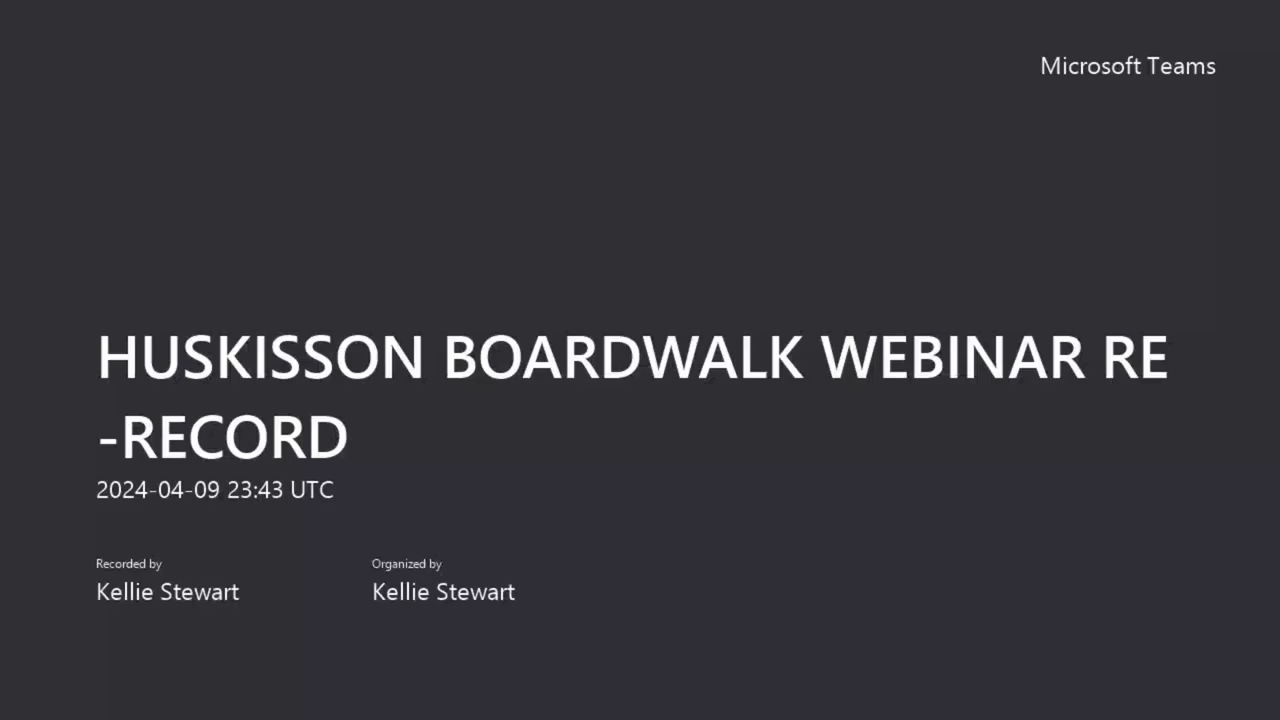 Microsoft Teams
HUSKISSON BOARDWALK WEBINAR RE
-RECORD
2024-04-09 23:43 UTC
Recorded by
Organized by
Kellie Stewart
Kellie Stewart